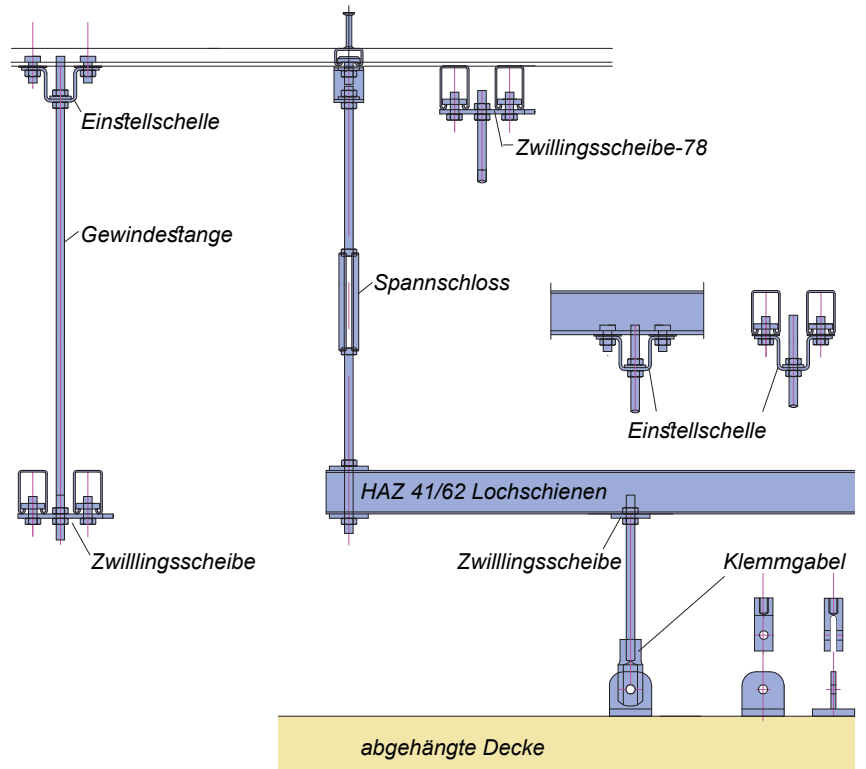 Einstellschelle
Zwillingsscheibe-78
Gewindestange
Spannschloss
Einstellschelle
HAZ 41/62 Lochschienen
Zwilllingsscheibe
Zwilllingsscheibe
Klemmgabel
abgehängte Decke